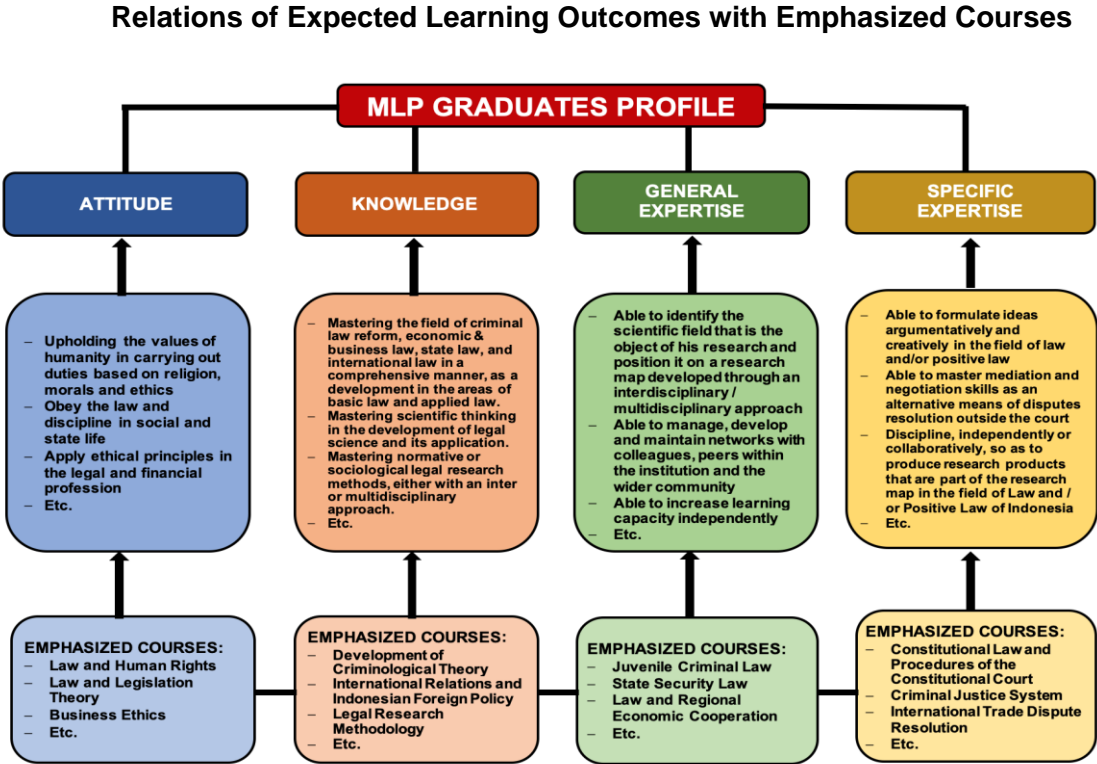 Relations of Expected Learning Outcomes with Emphasized Courses
MLP GRADUATES PROFILE
ATTITUDE
KNOWLEDGE
GENERAL
EXPERTISE
SPECIFIC
EXPERTISE
– Upholding the values of
humanity in carrying out
duties based on religion,
morals and ethics
– Obey the law and
discipline in social and
state life
– Apply ethical principles in
the legal and financial
profession
– Etc.
– Mastering the field of criminal
law reform, economic &
business law, state law, and
international law in a
comprehensive manner, as a
development in the areas of
basic law and applied law.
– Mastering scientific thinking
in the development of legal
science and its application.
– Mastering normative or
sociological legal research
methods, either with an inter
or multidisciplinary
approach.
– Etc.
– Able to identify the
scientific field that is the
object of his research and
position it on a research
map developed through an
interdisciplinary /
multidisciplinary approach
– Able to manage, develop
and maintain networks with
colleagues, peers within
the institution and the
wider community
– Able to increase learning
capacity independently
– Etc.
– Able to formulate ideas
argumentatively and
creatively in the field of law
and/or positive law
– Able to master mediation and
negotiation skills as an
alternative means of disputes
resolution outside the court
– Discipline, independently or
collaboratively, so as to
produce research products
that are part of the research
map in the field of Law and /
or Positive Law of Indonesia
– Etc.
EMPHASIZED COURSES:
– Law and Human Rights
– Law and Legislation
Theory
– Business Ethics
– Etc.
EMPHASIZED COURSES:
– Development of
Criminological Theory
– International Relations and
Indonesian Foreign Policy
– Legal Research
Methodology
– Etc.
EMPHASIZED COURSES:
– Juvenile Criminal Law
– State Security Law
– Law and Regional
Economic Cooperation
– Etc.
EMPHASIZED COURSES:
– Constitutional Law and
Procedures of the
Constitutional Court
– Criminal Justice System
– International Trade Dispute
Resolution
– Etc.